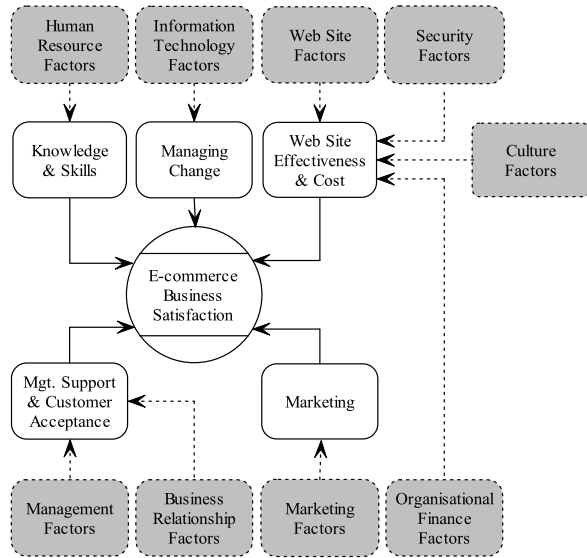 Human
Resource
Factors
Information
Technology
Factors
Web Site
Factors
Security
Factors
Knowledge
& Skills
Managing
Change
Web Site
Effectiveness
& Cost
Culture
Factors
E-commerce
Business
Satisfaction
Mgt. Support
& Customer
Acceptance
Marketing
Management
Factors
Business
Relationship
Factors
Marketing
Factors
Organisational
Finance
Factors